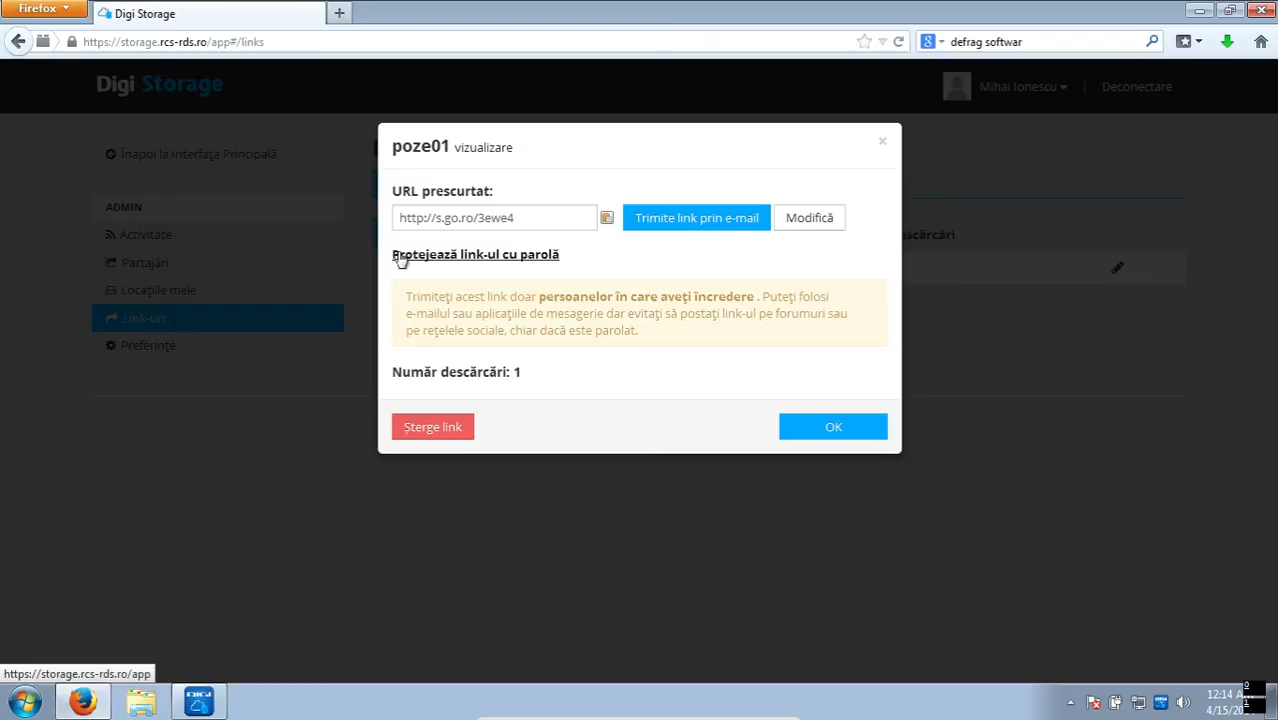 Firefox
Digi Storage
https://storage.rcs-rds.ro/app#/links
defrag softwar
Digi Storage
Mihai Ionescu
Deconectare
Înapoi la Interfața Principală
ADMIN
Activitate
Partajări
Locațiile mele
Link-uri
Preferințe
poze01 vizualizare
×
URL prescurtat:
http://s.go.ro/3ewe4
Trimite link prin e-mail
Modifică
Protejează link-ul cu parolă
Trimiteți acest link doar persoanelor în care aveți încredere . Puteți folosi
e-mailul sau aplicațiile de mesagerie dar evitați să postați link-ul pe forumuri sau
pe rețelele sociale, chiar dacă este parolat.
Număr descărcări: 1
Șterge link
OK
https://storage.rcs-rds.ro/app
DIGI
12:14